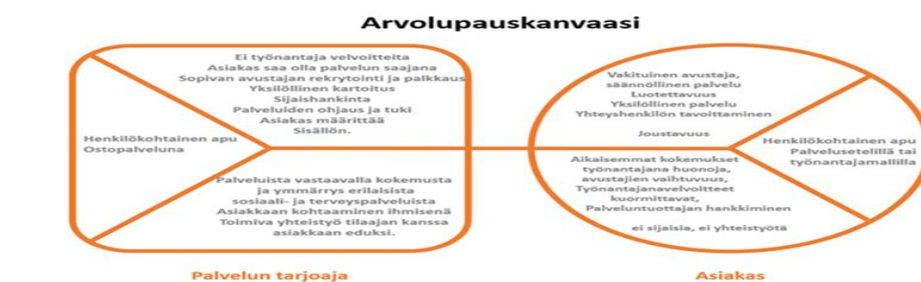 Arvolupauskanvaasi
Ei työnantaja velvoitteita
Asiakas saa olla palvelun saajana
Sopivan avustajan rekrytointi ja palkkaus
Yksilöllinen kartoitus
Sijaishankinta
Palveluiden ohjaus ja tuki
Asiakas määrittää
Sisällön.
Henkilökohtainen apu
Ostopalveluna
Palveluista vastaavalla kokemusta
ja ymmärrys erilaisista
sosiaali- ja terveyspalveluista
Asiakkaan kohtaaminen ihmisenä
Toimiva yhteistyö tilaajan kanssa
asiakkaan eduksi.
Palvelun tarjoaja
Vakituinen avustaja,
säännöllinen palvelu
Luotettavuus
Yksilöllinen palvelu
Yhteyshenkilön tavoittaminen
Joustavuus
Aikaisemmat kokemukset
työnantajana huonoja,
avustajien vaihtuvuus,
Työnantajanavelvoitteet
kuormittavat,
Palveluntuottajan hankkiminen
ei sijaisia, ei yhteistyötä
Henkilökohtainen apu
Palvelusetelillä tai
työnantajamallilla
Asiakas